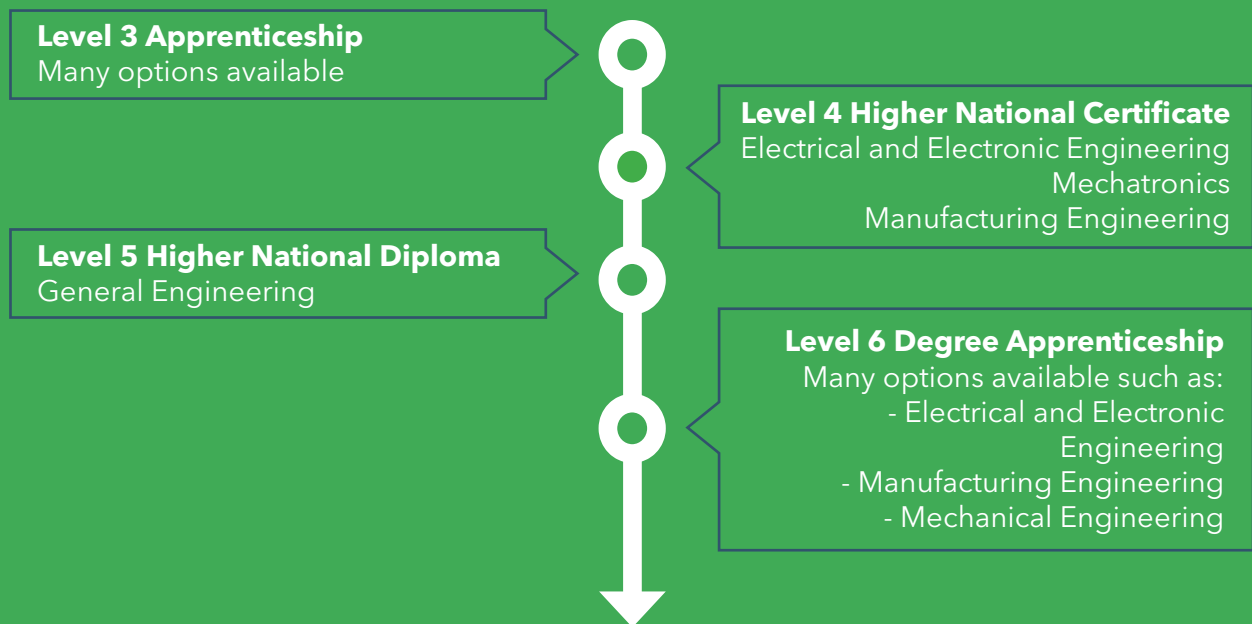 Level 3 Apprenticeship
Many options available
Level 4 Higher National Certificate
Electrical and Electronic Engineering
Mechatronics
Manufacturing Engineering
Level 5 Higher National Diploma
General Engineering
Level 6 Degree Apprenticeship
Many options available such as:
- Electrical and Electronic
Engineering
- Manufacturing Engineering
- Mechanical Engineering